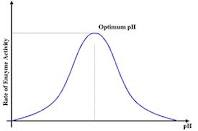 Optimum pH
Rate of Enzyme Activity
pH